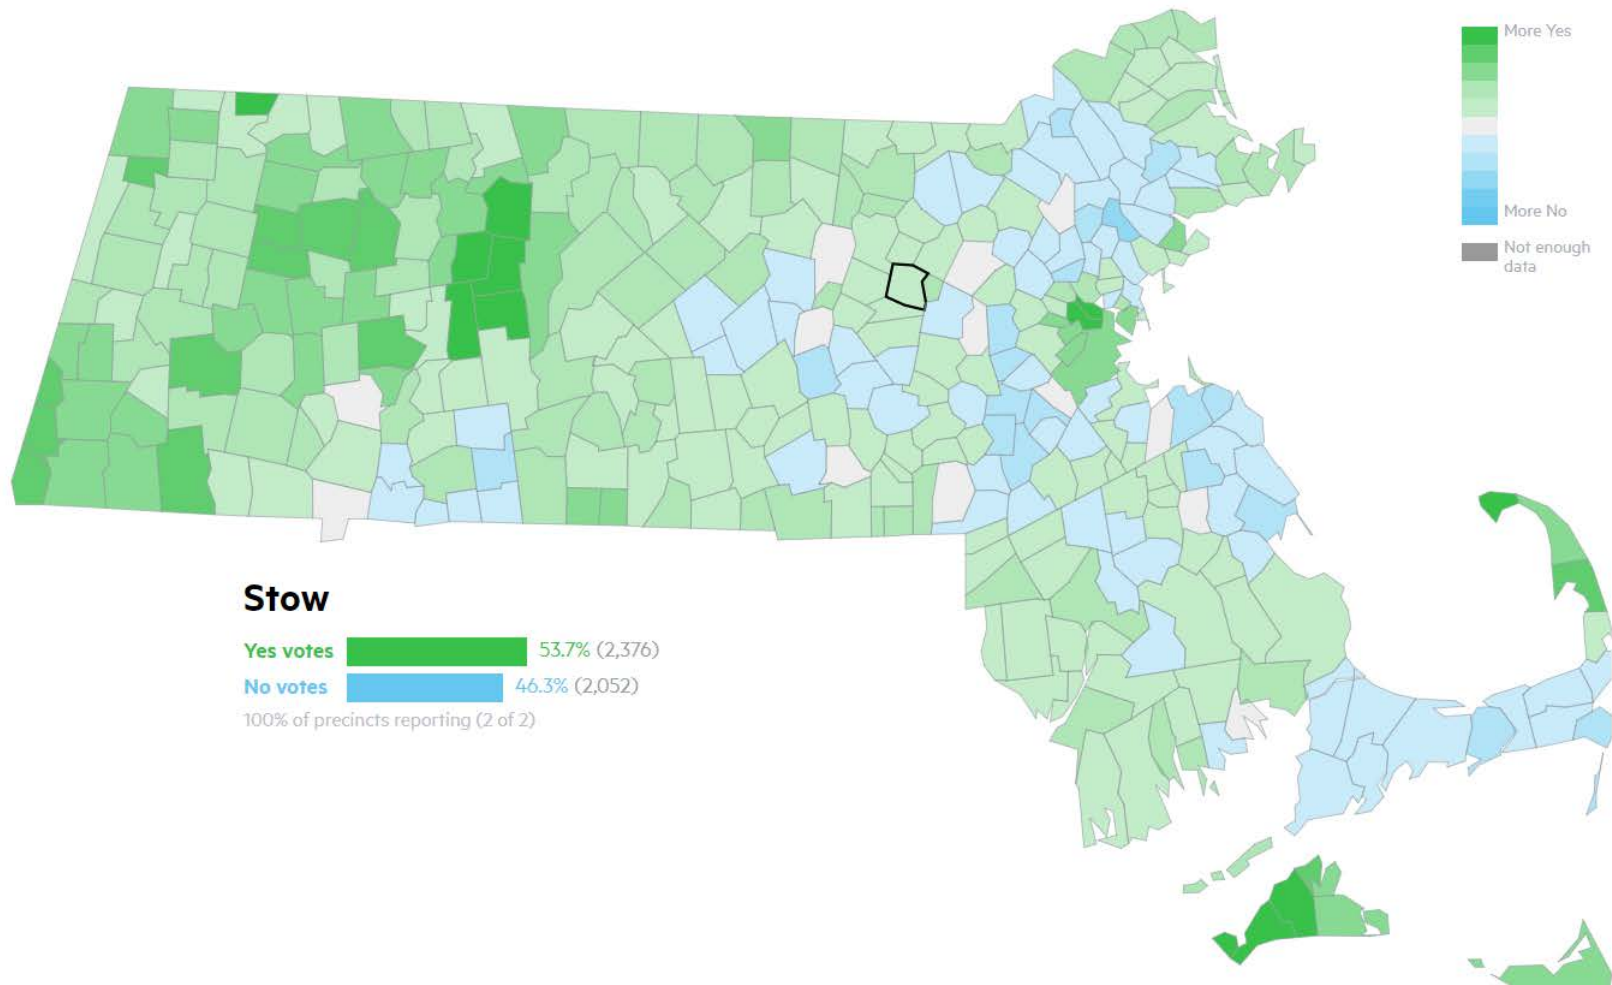 More Yes
More No
Not enough
data
Stow
Yes votes 53.7% (2,376)
No votes 46.3% (2,052)
100% of precincts reporting (2 of 2)